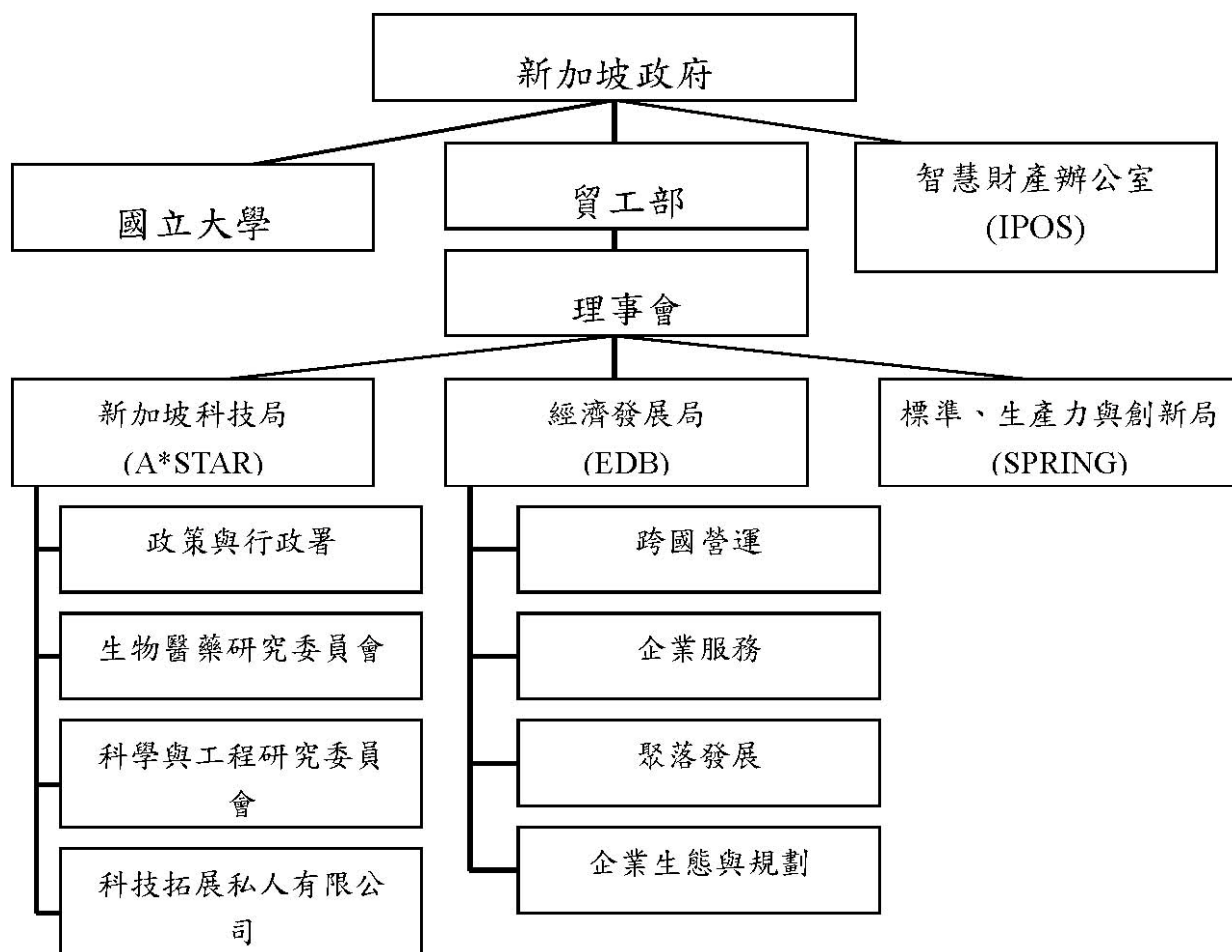 新加坡政府
國立大學
貿工部
智慧財產辦公室
(IPOS)
理事會
新加坡科技局
(A*STAR)
經濟發展局
(EDB)
標準、生產力與創新局
(SPRING)
政策與行政署
生物醫藥研究委員會
科學與工程研究委員
會
科技拓展私人有限公
司
跨國營運
企業服務
聚落發展
企業生態與規劃